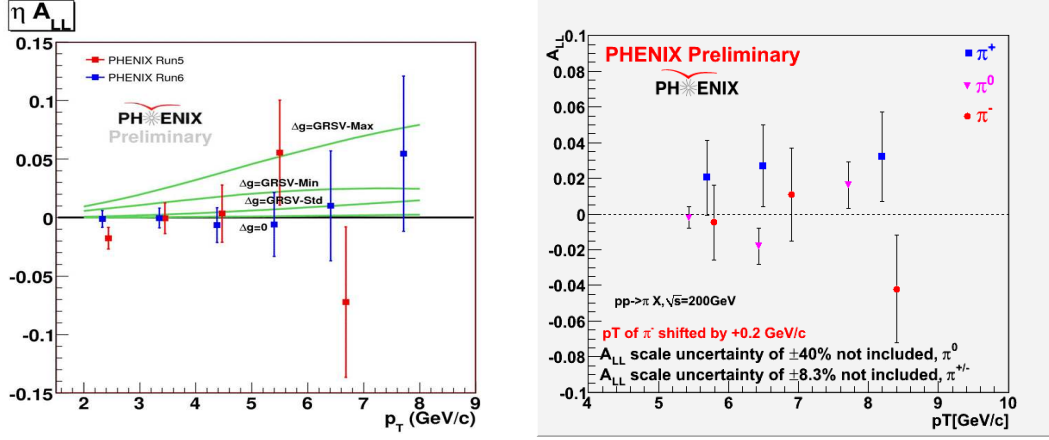 η A_LL
0.15
PHENIX Run5
PHENIX Run6
0.1
PHENIX
Preliminary
Δg=GRSV-Max
0.05
Δg=GRSV-Min
Δg=GRSV-Std
0
Δg=0
-0.05
-0.1
-0.15
2 3 4 5 6 7 8 9
p_T (GeV/c)
A_LL
0.1
PHENIX Preliminary
π⁺
0.08
PHENIX
π⁰
0.06
π⁻
0.04
0.02
0
-0.02
-0.04
pp->π X, √s=200GeV
-0.06
pT of π⁻ shifted by +0.2 GeV/c
A_LL scale uncertainty of ±40% not included, π⁰
-0.08
A_LL scale uncertainty of ±8.3% not included, π⁺/⁻
-0.1
4 5 6 7 8 9 10
pT[GeV/c]